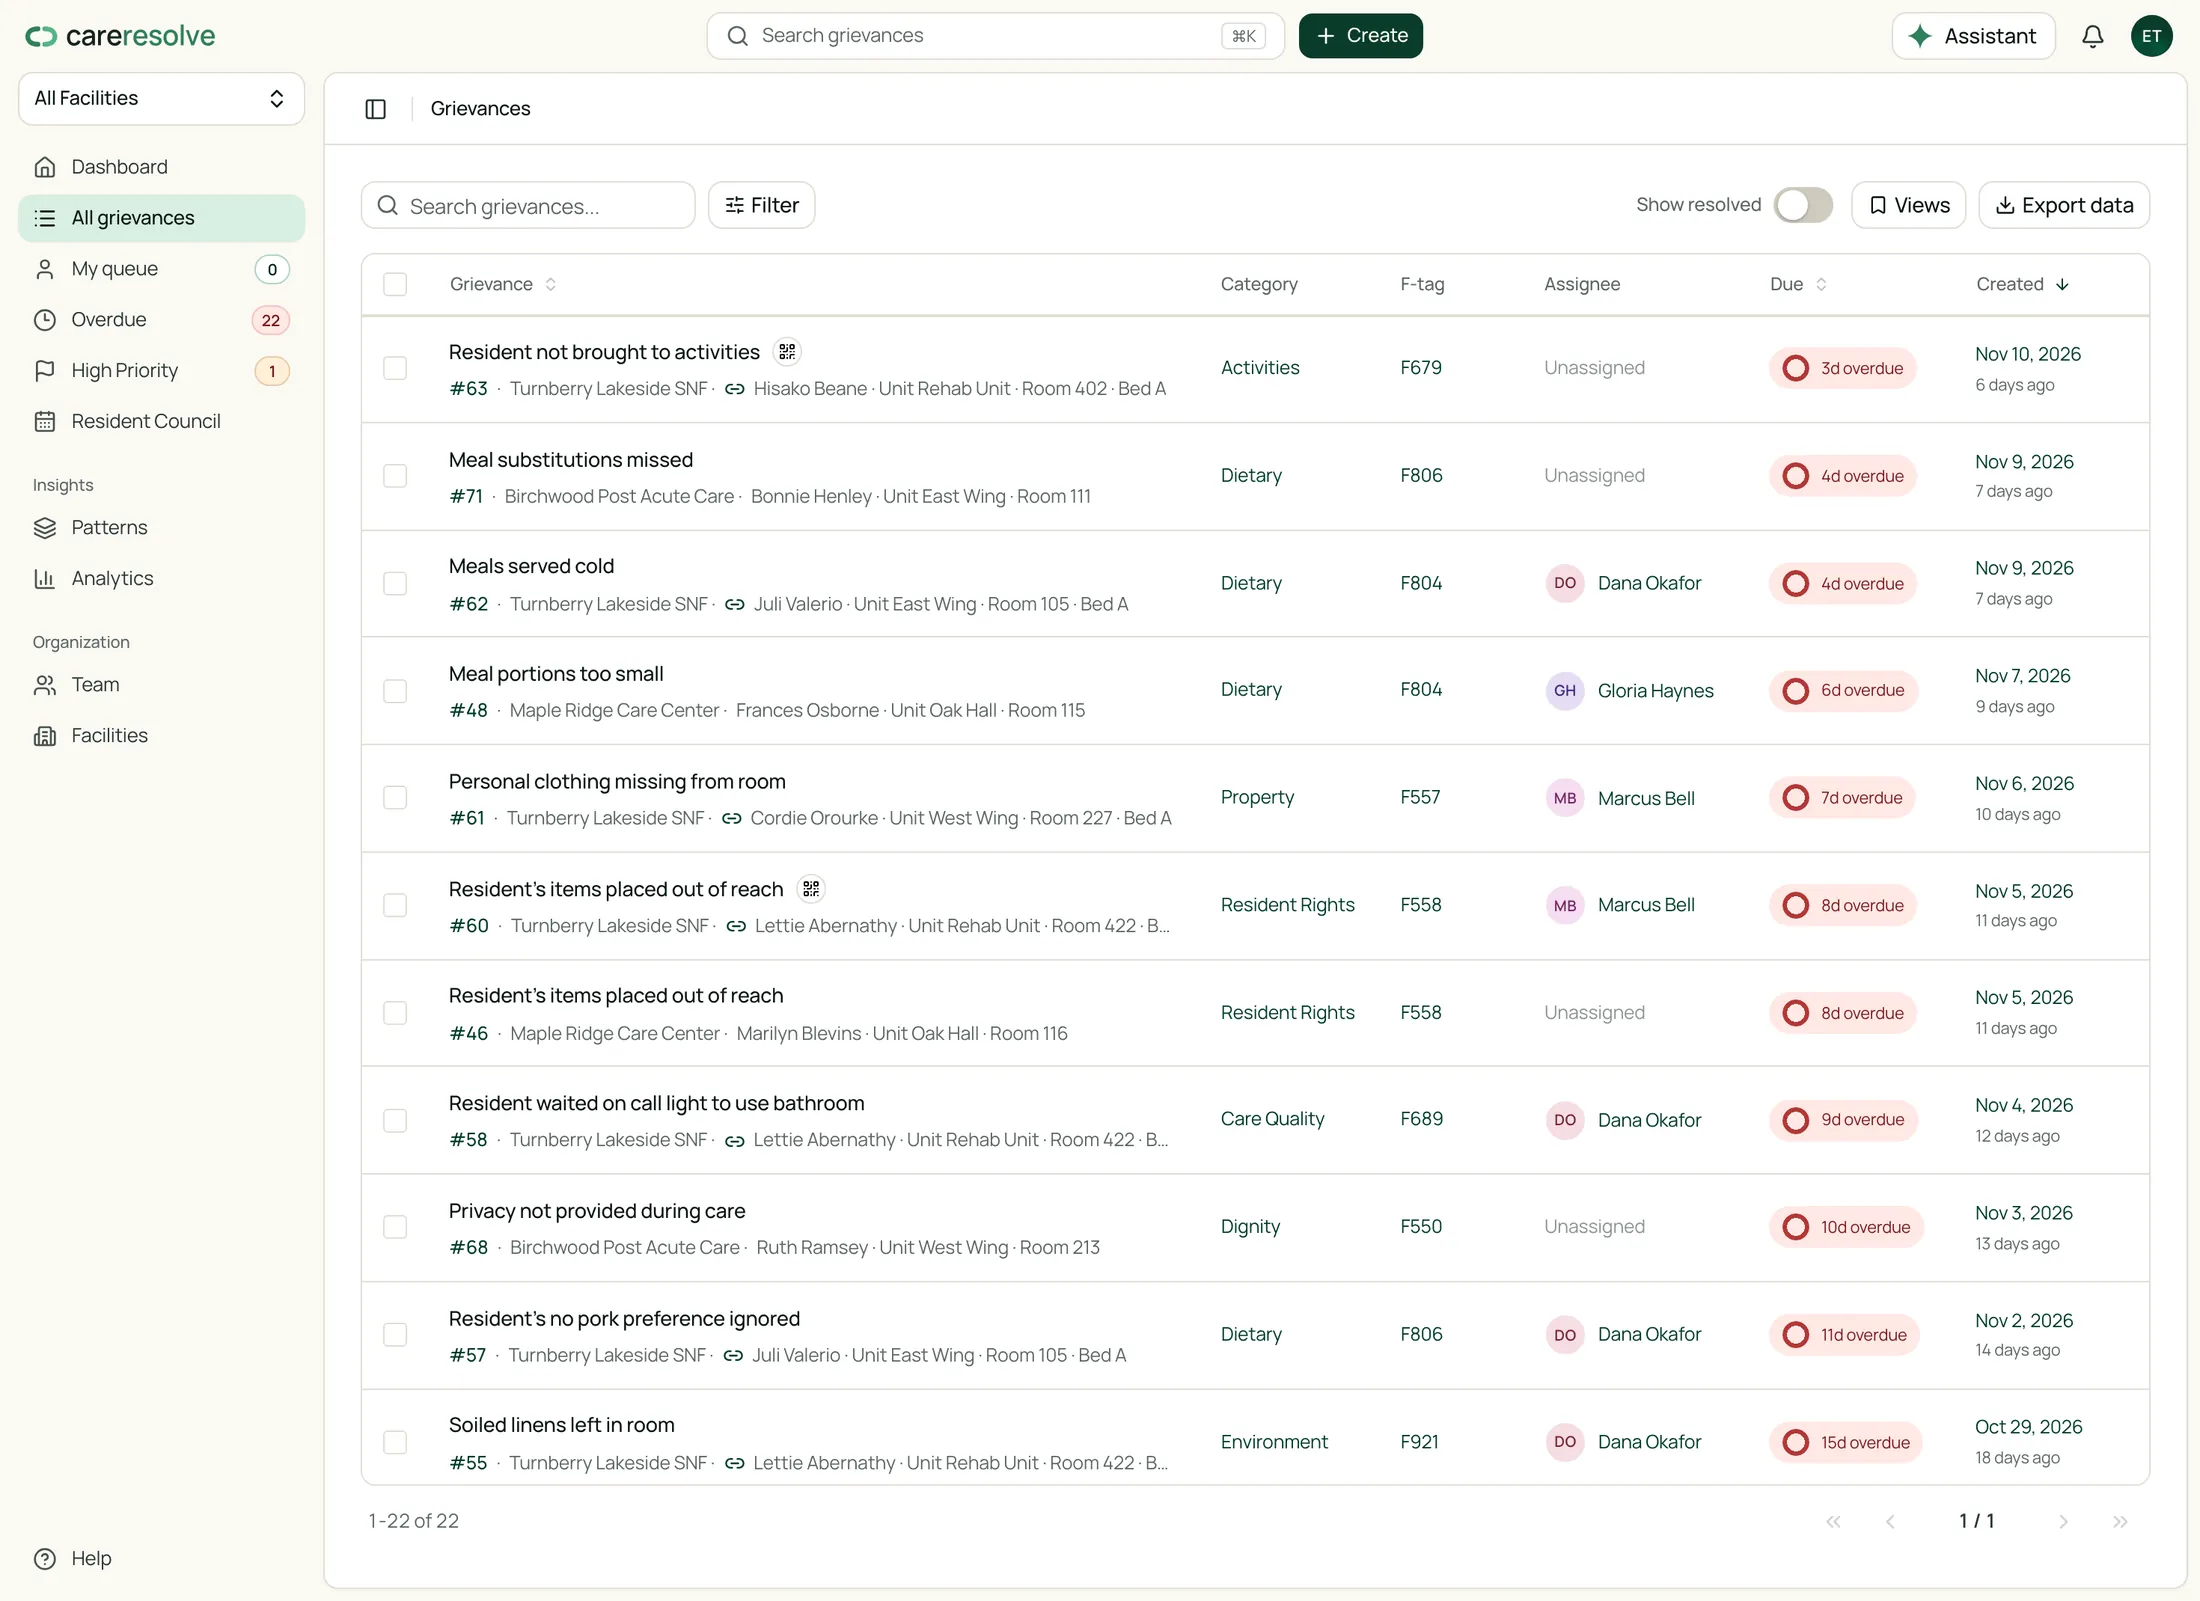 careresolve
Search grievances
⌘K
+ Create
Assistant
ET
All Facilities
Dashboard
All grievances
My queue 0
Overdue 22
High Priority 1
Resident Council
Insights
Patterns
Analytics
Organization
Team
Facilities
Help
Grievances
Search grievances...
Filter
Show resolved
Views
Export data
Grievance Category F-tag Assignee Due Created
Resident not brought to activities
#63 · Turnberry Lakeside SNF · Hisako Beane · Unit Rehab Unit · Room 402 · Bed A
Activities F679 Unassigned 3d overdue
Nov 10, 2026
6 days ago
Meal substitutions missed
#71 · Birchwood Post Acute Care · Bonnie Henley · Unit East Wing · Room 111
Dietary F806 Unassigned 4d overdue
Nov 9, 2026
7 days ago
Meals served cold
#62 · Turnberry Lakeside SNF · Juli Valerio · Unit East Wing · Room 105 · Bed A
Dietary F804 DO Dana Okafor 4d overdue
Nov 9, 2026
7 days ago
Meal portions too small
#48 · Maple Ridge Care Center · Frances Osborne · Unit Oak Hall · Room 115
Dietary F804 GH Gloria Haynes 6d overdue
Nov 7, 2026
9 days ago
Personal clothing missing from room
#61 · Turnberry Lakeside SNF · Cordie Orourke · Unit West Wing · Room 227 · Bed A
Property F557 MB Marcus Bell 7d overdue
Nov 6, 2026
10 days ago
Resident's items placed out of reach
#60 · Turnberry Lakeside SNF · Lettie Abernathy · Unit Rehab Unit · Room 422 · B...
Resident Rights F558 MB Marcus Bell 8d overdue
Nov 5, 2026
11 days ago
Resident's items placed out of reach
#46 · Maple Ridge Care Center · Marilyn Blevins · Unit Oak Hall · Room 116
Resident Rights F558 Unassigned 8d overdue
Nov 5, 2026
11 days ago
Resident waited on call light to use bathroom
#58 · Turnberry Lakeside SNF · Lettie Abernathy · Unit Rehab Unit · Room 422 · B...
Care Quality F689 DO Dana Okafor 9d overdue
Nov 4, 2026
12 days ago
Privacy not provided during care
#68 · Birchwood Post Acute Care · Ruth Ramsey · Unit West Wing · Room 213
Dignity F550 Unassigned 10d overdue
Nov 3, 2026
13 days ago
Resident's no pork preference ignored
#57 · Turnberry Lakeside SNF · Juli Valerio · Unit East Wing · Room 105 · Bed A
Dietary F806 DO Dana Okafor 11d overdue
Nov 2, 2026
14 days ago
Soiled linens left in room
#55 · Turnberry Lakeside SNF · Lettie Abernathy · Unit Rehab Unit · Room 422 · B...
Environment F921 DO Dana Okafor 15d overdue
Oct 29, 2026
18 days ago
1-22 of 22
1 / 1